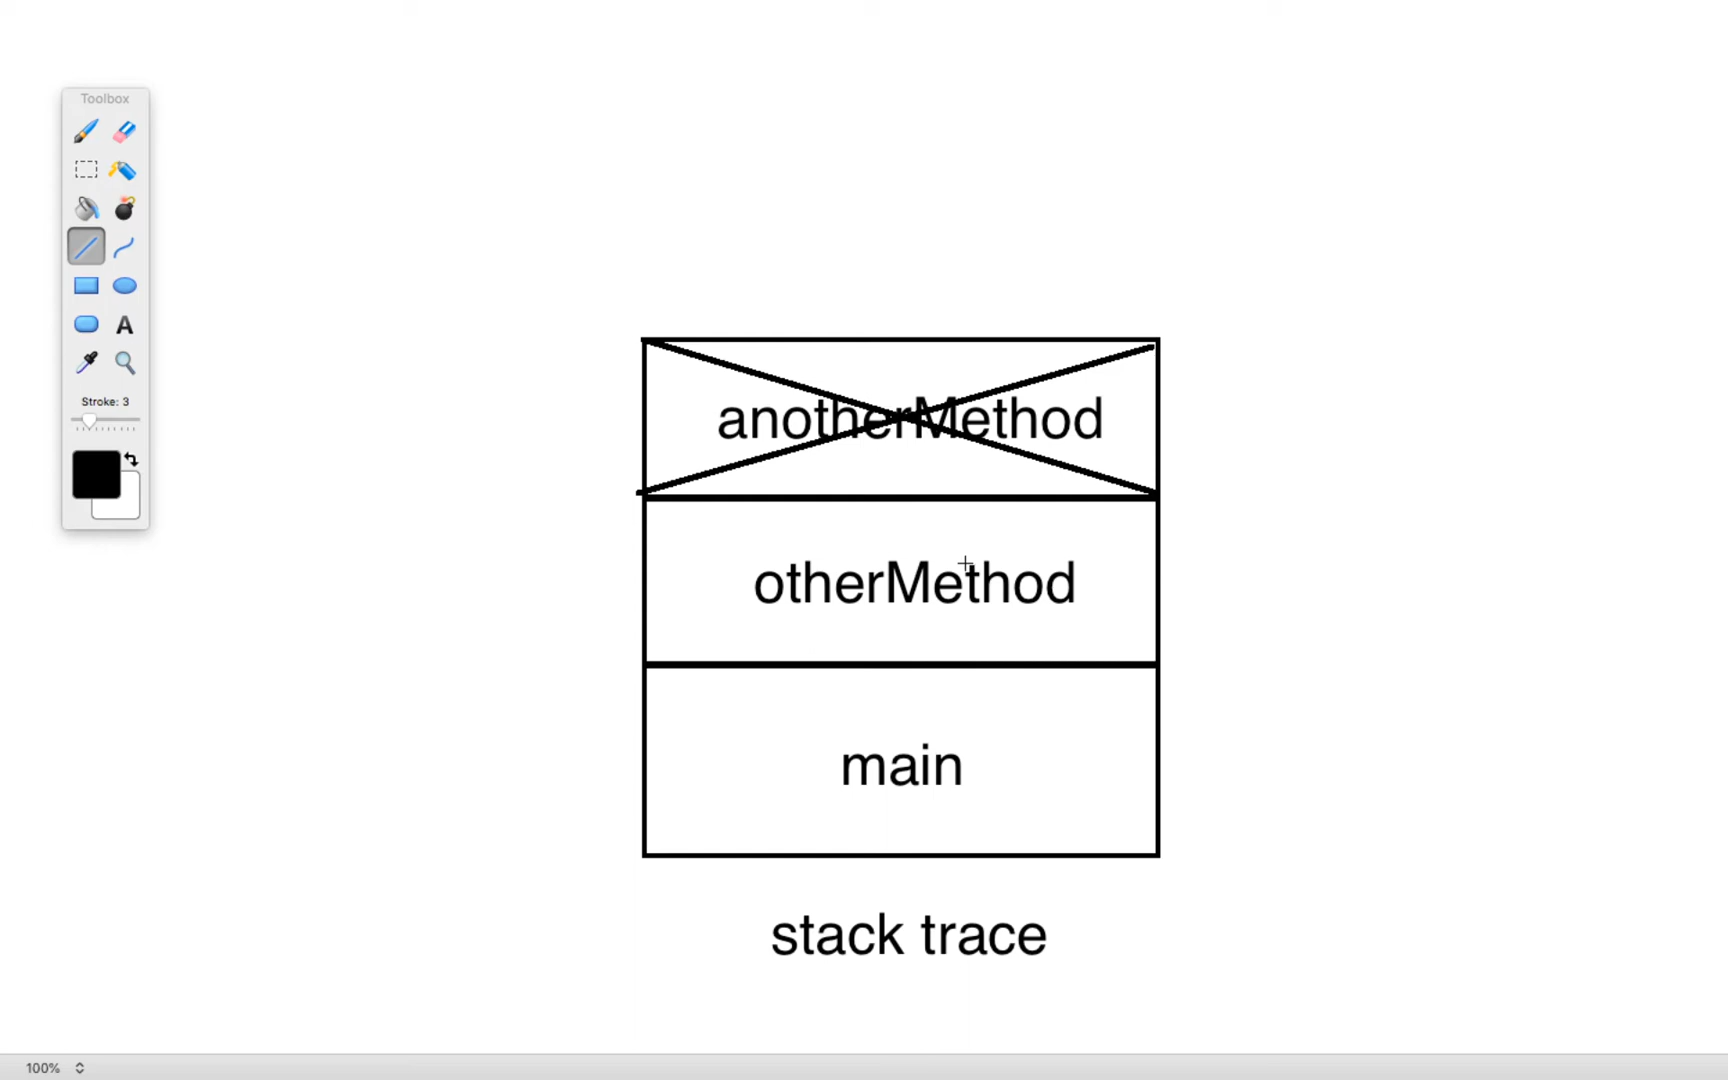 Toolbox
A
Stroke: 3
anotherMethod
otherMethod
main
stack trace
100%